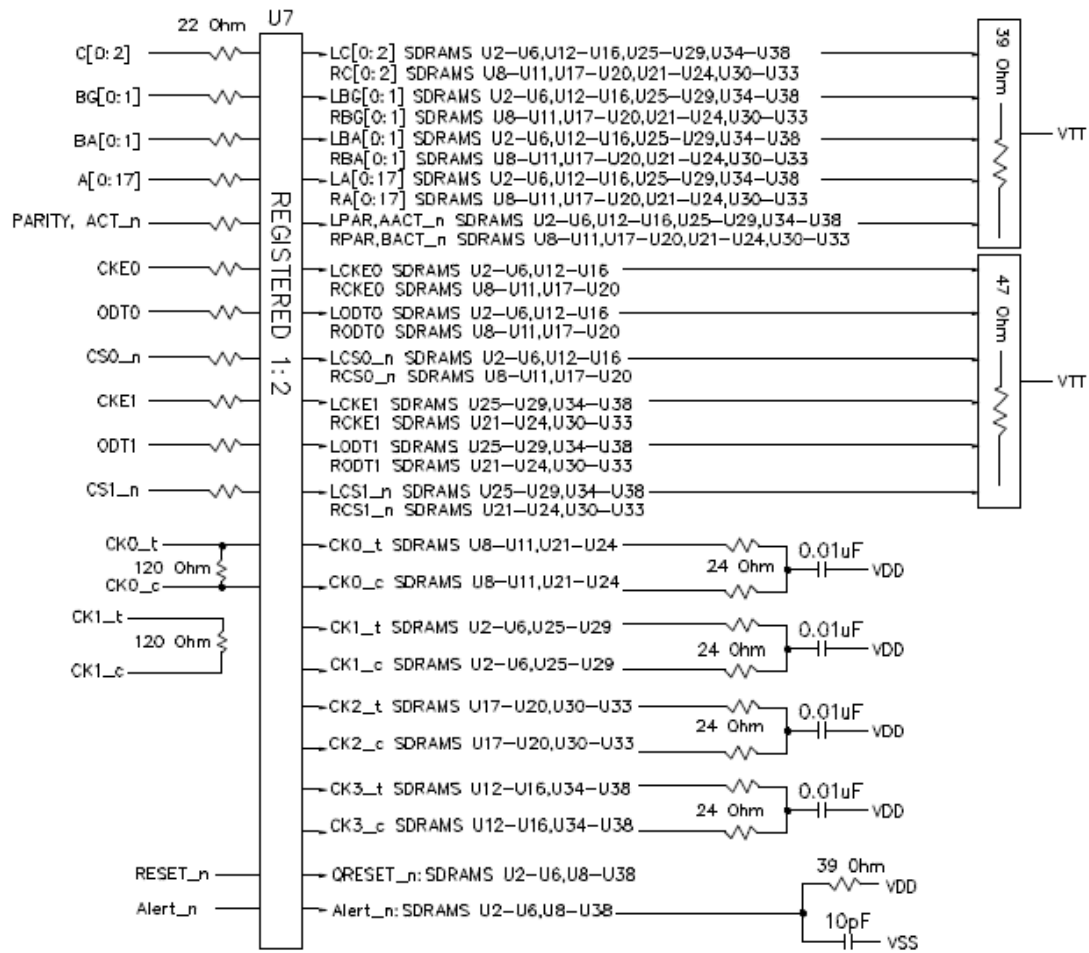 22 Ohm
U7
C[0:2]
LC[0:2] SDRAMS U2-U6,U12-U16,U25-U29,U34-U38
RC[0:2] SDRAMS U8-U11,U17-U20,U21-U24,U30-U33
BG[0:1]
LBG[0:1] SDRAMS U2-U6,U12-U16,U25-U29,U34-U38
RBG[0:1] SDRAMS U8-U11,U17-U20,U21-U24,U30-U33
BA[0:1]
LBA[0:1] SDRAMS U2-U6,U12-U16,U25-U29,U34-U38
RBA[0:1] SDRAMS U8-U11,U17-U20,U21-U24,U30-U33
A[0:17]
LA[0:17] SDRAMS U2-U6,U12-U16,U25-U29,U34-U38
RA[0:17] SDRAMS U8-U11,U17-U20,U21-U24,U30-U33
PARITY, ACT_n
LPAR,AACT_n SDRAMS U2-U6,U12-U16,U25-U29,U34-U38
RPAR,BACT_n SDRAMS U8-U11,U17-U20,U21-U24,U30-U33
39 Ohm
VTT
REGISTERED 1:2
CKE0
LCKE0 SDRAMS U2-U6,U12-U16
RCKE0 SDRAMS U8-U11,U17-U20
ODT0
LODT0 SDRAMS U2-U6,U12-U16
RODT0 SDRAMS U8-U11,U17-U20
CS0_n
LCS0_n SDRAMS U2-U6,U12-U16
RCS0_n SDRAMS U8-U11,U17-U20
CKE1
LCKE1 SDRAMS U25-U29,U34-U38
RCKE1 SDRAMS U21-U24,U30-U33
ODT1
LODT1 SDRAMS U25-U29,U34-U38
RODT1 SDRAMS U21-U24,U30-U33
CS1_n
LCS1_n SDRAMS U25-U29,U34-U38
RCS1_n SDRAMS U21-U24,U30-U33
47 Ohm
VTT
CK0_t
120 Ohm
CK0_c
CK0_t SDRAMS U8-U11,U21-U24
CK0_c SDRAMS U8-U11,U21-U24
24 Ohm
0.01uF
VDD
CK1_t
120 Ohm
CK1_c
CK1_t SDRAMS U2-U6,U25-U29
CK1_c SDRAMS U2-U6,U25-U29
24 Ohm
0.01uF
VDD
CK2_t SDRAMS U17-U20,U30-U33
CK2_c SDRAMS U17-U20,U30-U33
24 Ohm
0.01uF
VDD
CK3_t SDRAMS U12-U16,U34-U38
CK3_c SDRAMS U12-U16,U34-U38
24 Ohm
0.01uF
VDD
RESET_n
QRESET_n: SDRAMS U2-U6,U8-U38
Alert_n
Alert_n: SDRAMS U2-U6,U8-U38
39 Ohm
VDD
10pF
VSS